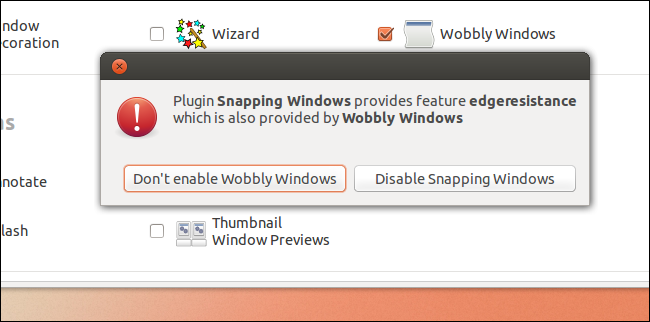 ndow
ecoration
Wizard
Wobbly Windows
Plugin Snapping Windows provides feature edgeresistance
which is also provided by Wobbly Windows
Don't enable Wobbly Windows
Disable Snapping Windows
ns
notate
lash
Thumbnail
Window Previews